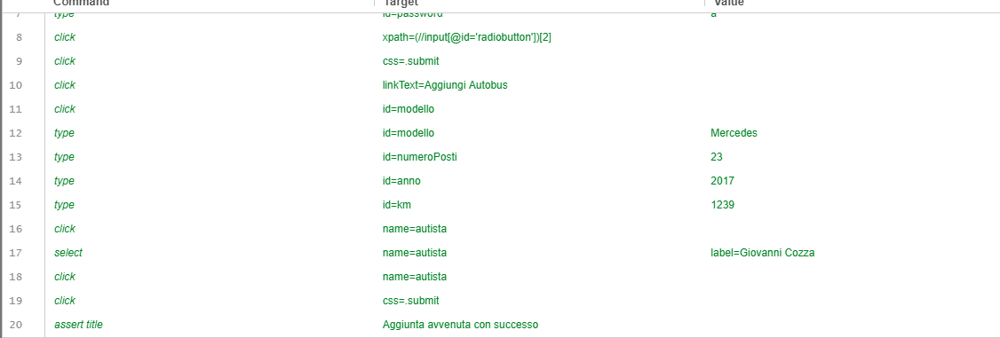 Command Target Value
7 type id=password a
8 click xpath=(//input[@id='radiobutton'])[2]
9 click css=.submit
10 click linkText=Aggiungi Autobus
11 click id=modello
12 type id=modello Mercedes
13 type id=numeroPosti 23
14 type id=anno 2017
15 type id=km 1239
16 click name=autista
17 select name=autista label=Giovanni Cozza
18 click name=autista
19 click css=.submit
20 assert title Aggiunta avvenuta con successo